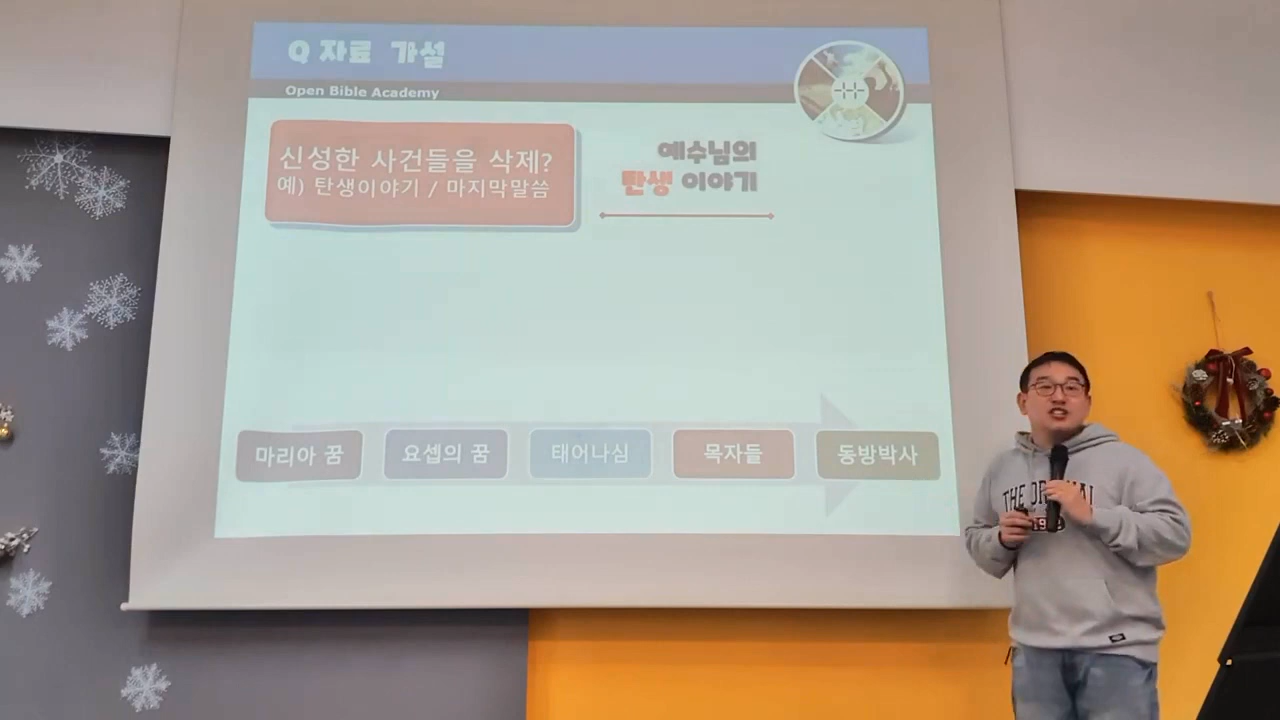 Q 자료 가설
Open Bible Academy
신성한 사건들을 삭제?
예) 탄생이야기 / 마지막말씀
예수님의
탄생 이야기
마리아 꿈
요셉의 꿈
태어나심
목자들
동방박사
THE